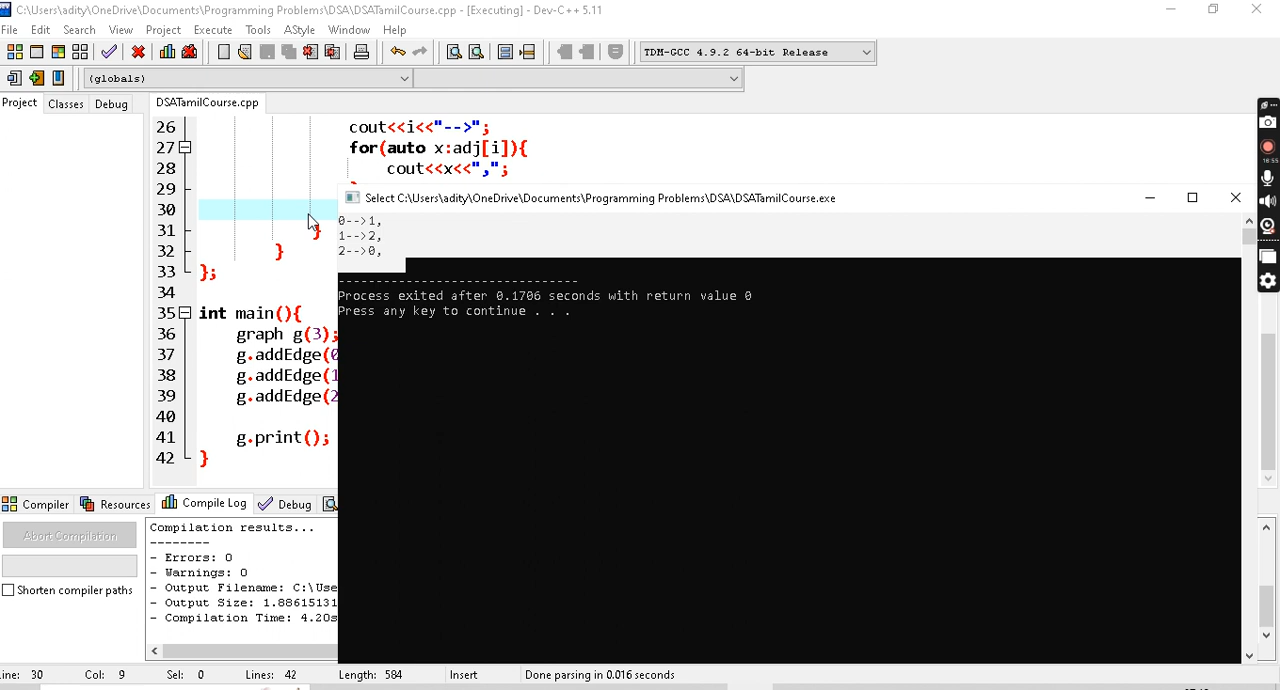 C:\Users\adity\OneDrive\Documents\Programming Problems\DSA\DSATamilCourse.cpp - [Executing] - Dev-C++ 5.11
File Edit Search View Project Execute Tools AStyle Window Help
TDM-GCC 4.9.2 64-bit Release
(globals)
Project Classes Debug
DSATamilCourse.cpp
26 cout<<i<<"-->";
27 for(auto x:adj[i]){
28 cout<<x<<",";
29
30
31 }
32 }
33 };
34
35 int main(){
36 graph g(3);
37 g.addEdge(0
38 g.addEdge(1
39 g.addEdge(2
40
41 g.print();
42 }
Select C:\Users\adity\OneDrive\Documents\Programming Problems\DSA\DSATamilCourse.exe
0-->1,
1-->2,
2-->0,
--------------------------------
Process exited after 0.1706 seconds with return value 0
Press any key to continue . . .
16:55
Compiler Resources Compile Log Debug
Abort Compilation
Shorten compiler paths
Compilation results...
--------
- Errors: 0
- Warnings: 0
- Output Filename: C:\Use
- Output Size: 1.88615131
- Compilation Time: 4.20s
Line: 30 Col: 9 Sel: 0 Lines: 42 Length: 584 Insert Done parsing in 0.016 seconds